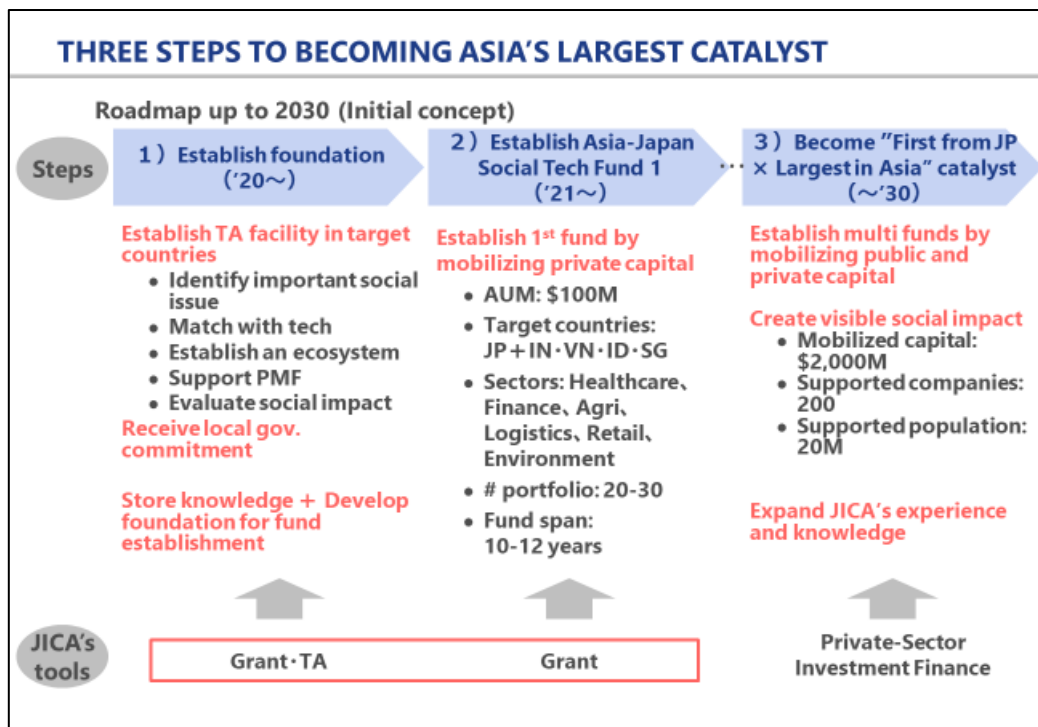 THREE STEPS TO BECOMING ASIA'S LARGEST CATALYST
Roadmap up to 2030 (Initial concept)
Steps
1）Establish foundation
('20～)
2）Establish Asia-Japan
Social Tech Fund 1
('21～)
…
3）Become "First from JP
× Largest in Asia" catalyst
(～'30)
Establish TA facility in target
countries
• Identify important social
issue
• Match with tech
• Establish an ecosystem
• Support PMF
• Evaluate social impact
Receive local gov.
commitment
Store knowledge + Develop
foundation for fund
establishment
Establish 1st fund by
mobilizing private capital
• AUM: $100M
• Target countries:
JP+IN・VN・ID・SG
• Sectors: Healthcare、
Finance、Agri、
Logistics、Retail、
Environment
• # portfolio: 20-30
• Fund span:
10-12 years
Establish multi funds by
mobilizing public and
private capital
Create visible social impact
• Mobilized capital:
$2,000M
• Supported companies:
200
• Supported population:
20M
Expand JICA's experience
and knowledge
JICA's
tools
Grant・TA
Grant
Private-Sector
Investment Finance